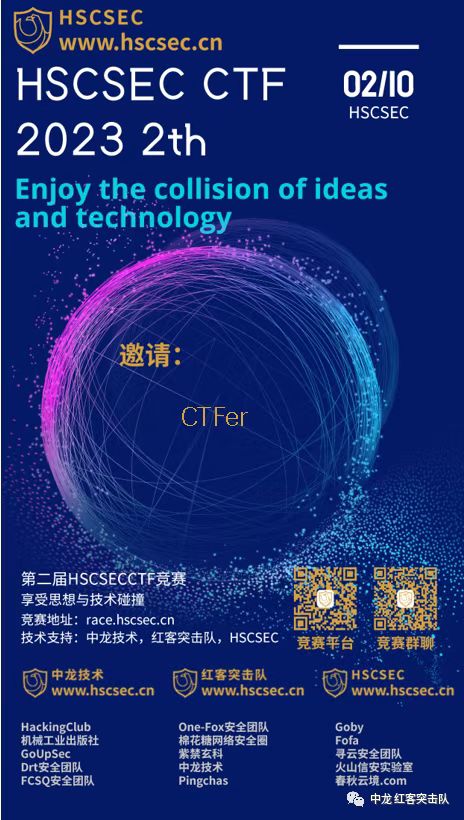 HSCSEC
www.hscsec.cn
02/10
HSCSEC
HSCSEC CTF
2023 2th
Enjoy the collision of ideas
and technology
邀请：
CTFer
第二届HSCSECCTF竞赛
享受思想与技术碰撞
竞赛地址：race.hscsec.cn
技术支持：中龙技术，红客突击队，HSCSEC
竞赛平台
竞赛群聊
中龙技术
www.hscsec.cn
红客突击队
www.hscsec.cn
HSCSEC
www.hscsec.cn
HackingClub
机械工业出版社
GoUpSec
Drt安全团队
FCSQ安全团队
One-Fox安全团队
棉花糖网络安全圈
紫禁玄科
中龙技术
Pingchas
Goby
Fofa
寻云安全团队
火山信安实验室
春秋云境.com
中龙 红客突击队